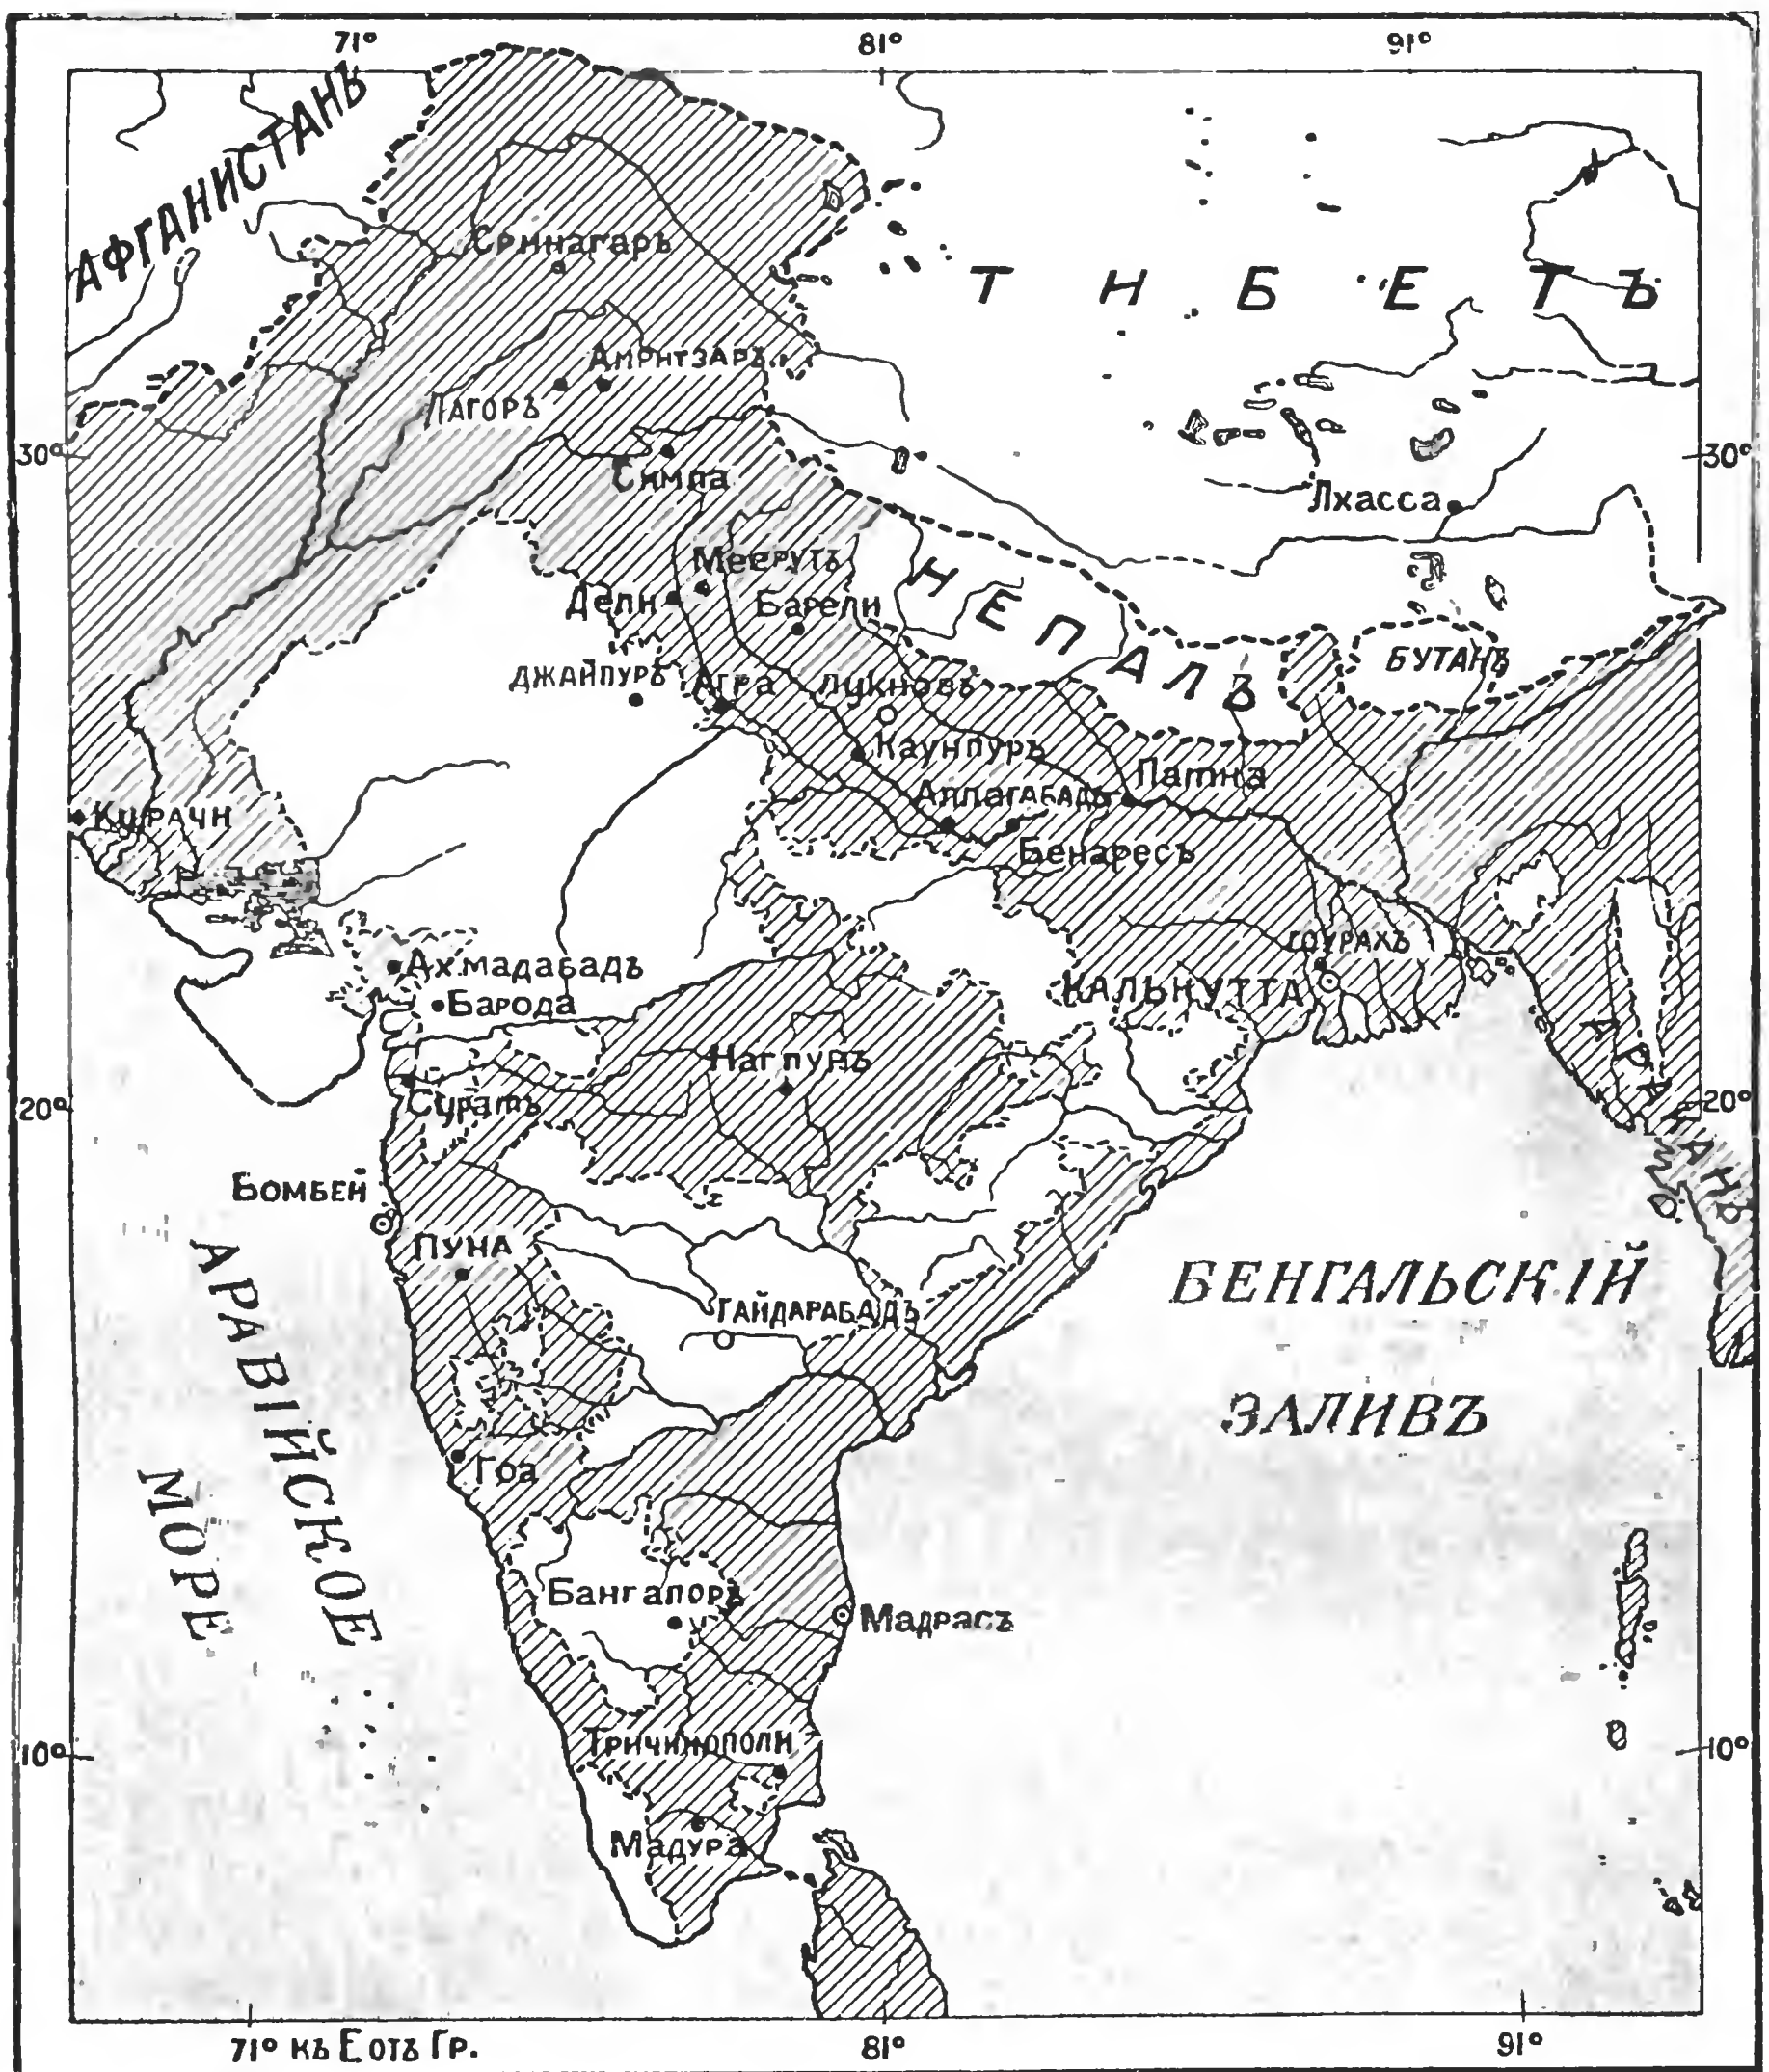 71° 81° 91°
АФГАНИСТАНЪ
Сринагаръ
ТИБЕТЪ
Амритзаръ
Лагоръ
30° 30°
Симла
Лхасса
Меерутъ
Дели
Барели
НЕПАЛЪ
ДЖАЙПУРЪ
Агра
Лукновъ
БУТАНЪ
Каунпуръ
Патна
Аллагабадъ
Бенаресъ
Курачи
ГОУРАХЪ
Ахмадабадъ
КАЛЬКУТТА
Барода
АРАКАНЪ
Нагпуръ
Суратъ
20° 20°
БОМБЕЙ
ПУНА
АРАВІЙСКОЕ
МОРЕ
ГАЙДАРАБАДЪ
БЕНГАЛЬСКІЙ
ЗАЛИВЪ
Гоа
Бангалоръ
Мадрасъ
Тричинополи
10° 10°
Мадура
71° къ Е отъ Гр. 81° 91°